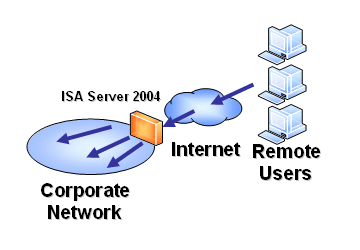 ISA Server 2004
Internet
Remote
Users
Corporate
Network